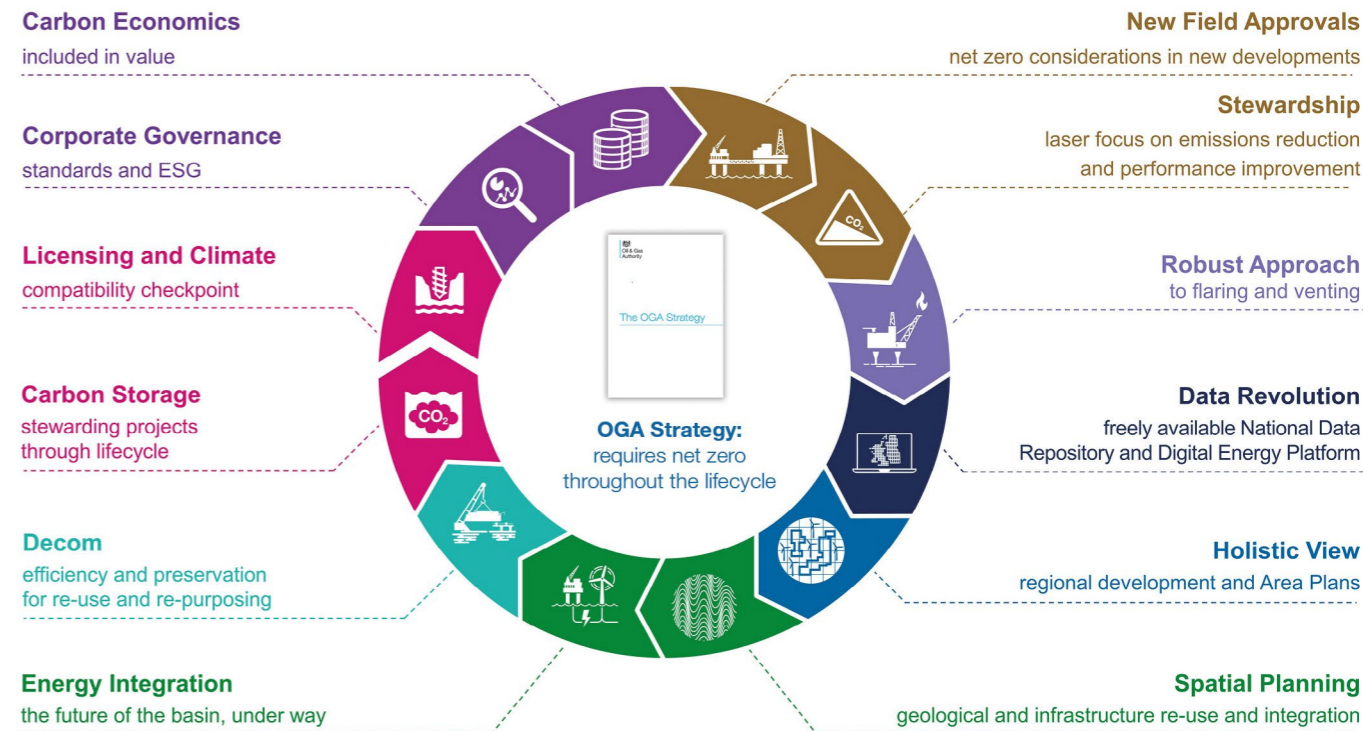 Carbon Economics
included in value
Corporate Governance
standards and ESG
Licensing and Climate
compatibility checkpoint
Carbon Storage
stewarding projects
through lifecycle
Decom
efficiency and preservation
for re-use and re-purposing
Energy Integration
the future of the basin, under way
New Field Approvals
net zero considerations in new developments
Stewardship
laser focus on emissions reduction
and performance improvement
Robust Approach
to flaring and venting
Data Revolution
freely available National Data
Repository and Digital Energy Platform
Holistic View
regional development and Area Plans
Spatial Planning
geological and infrastructure re-use and integration
CO₂
CO₂
Oil & Gas
Authority
The OGA Strategy
OGA Strategy:
requires net zero
throughout the lifecycle